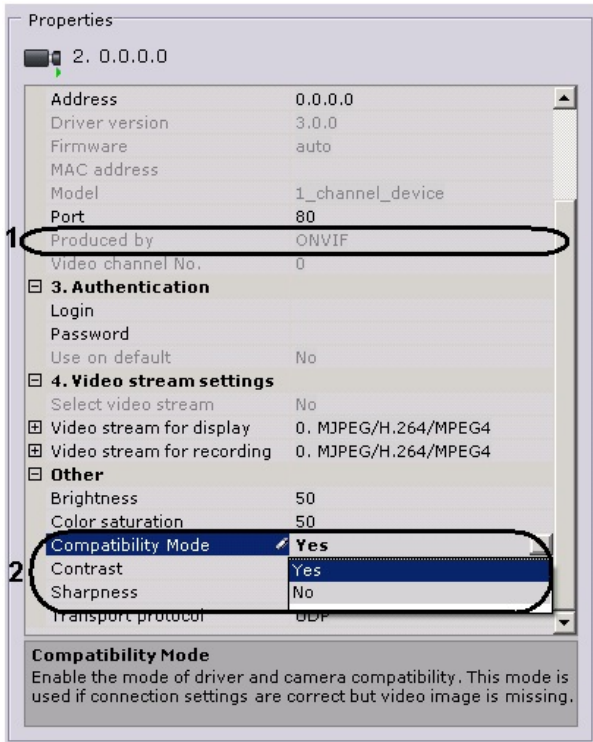 Properties
2. 0.0.0.0
Address 0.0.0.0
Driver version 3.0.0
Firmware auto
MAC address
Model 1_channel_device
Port 80
1 Produced by ONVIF
Video channel No. 0
3. Authentication
Login
Password
Use on default No
4. Video stream settings
Select video stream No
Video stream for display 0. MJPEG/H.264/MPEG4
Video stream for recording 0. MJPEG/H.264/MPEG4
Other
Brightness 50
Color saturation 50
Compatibility Mode Yes
2 Contrast Yes
Sharpness No
Transport protocol UDP
Compatibility Mode
Enable the mode of driver and camera compatibility. This mode is
used if connection settings are correct but video image is missing.